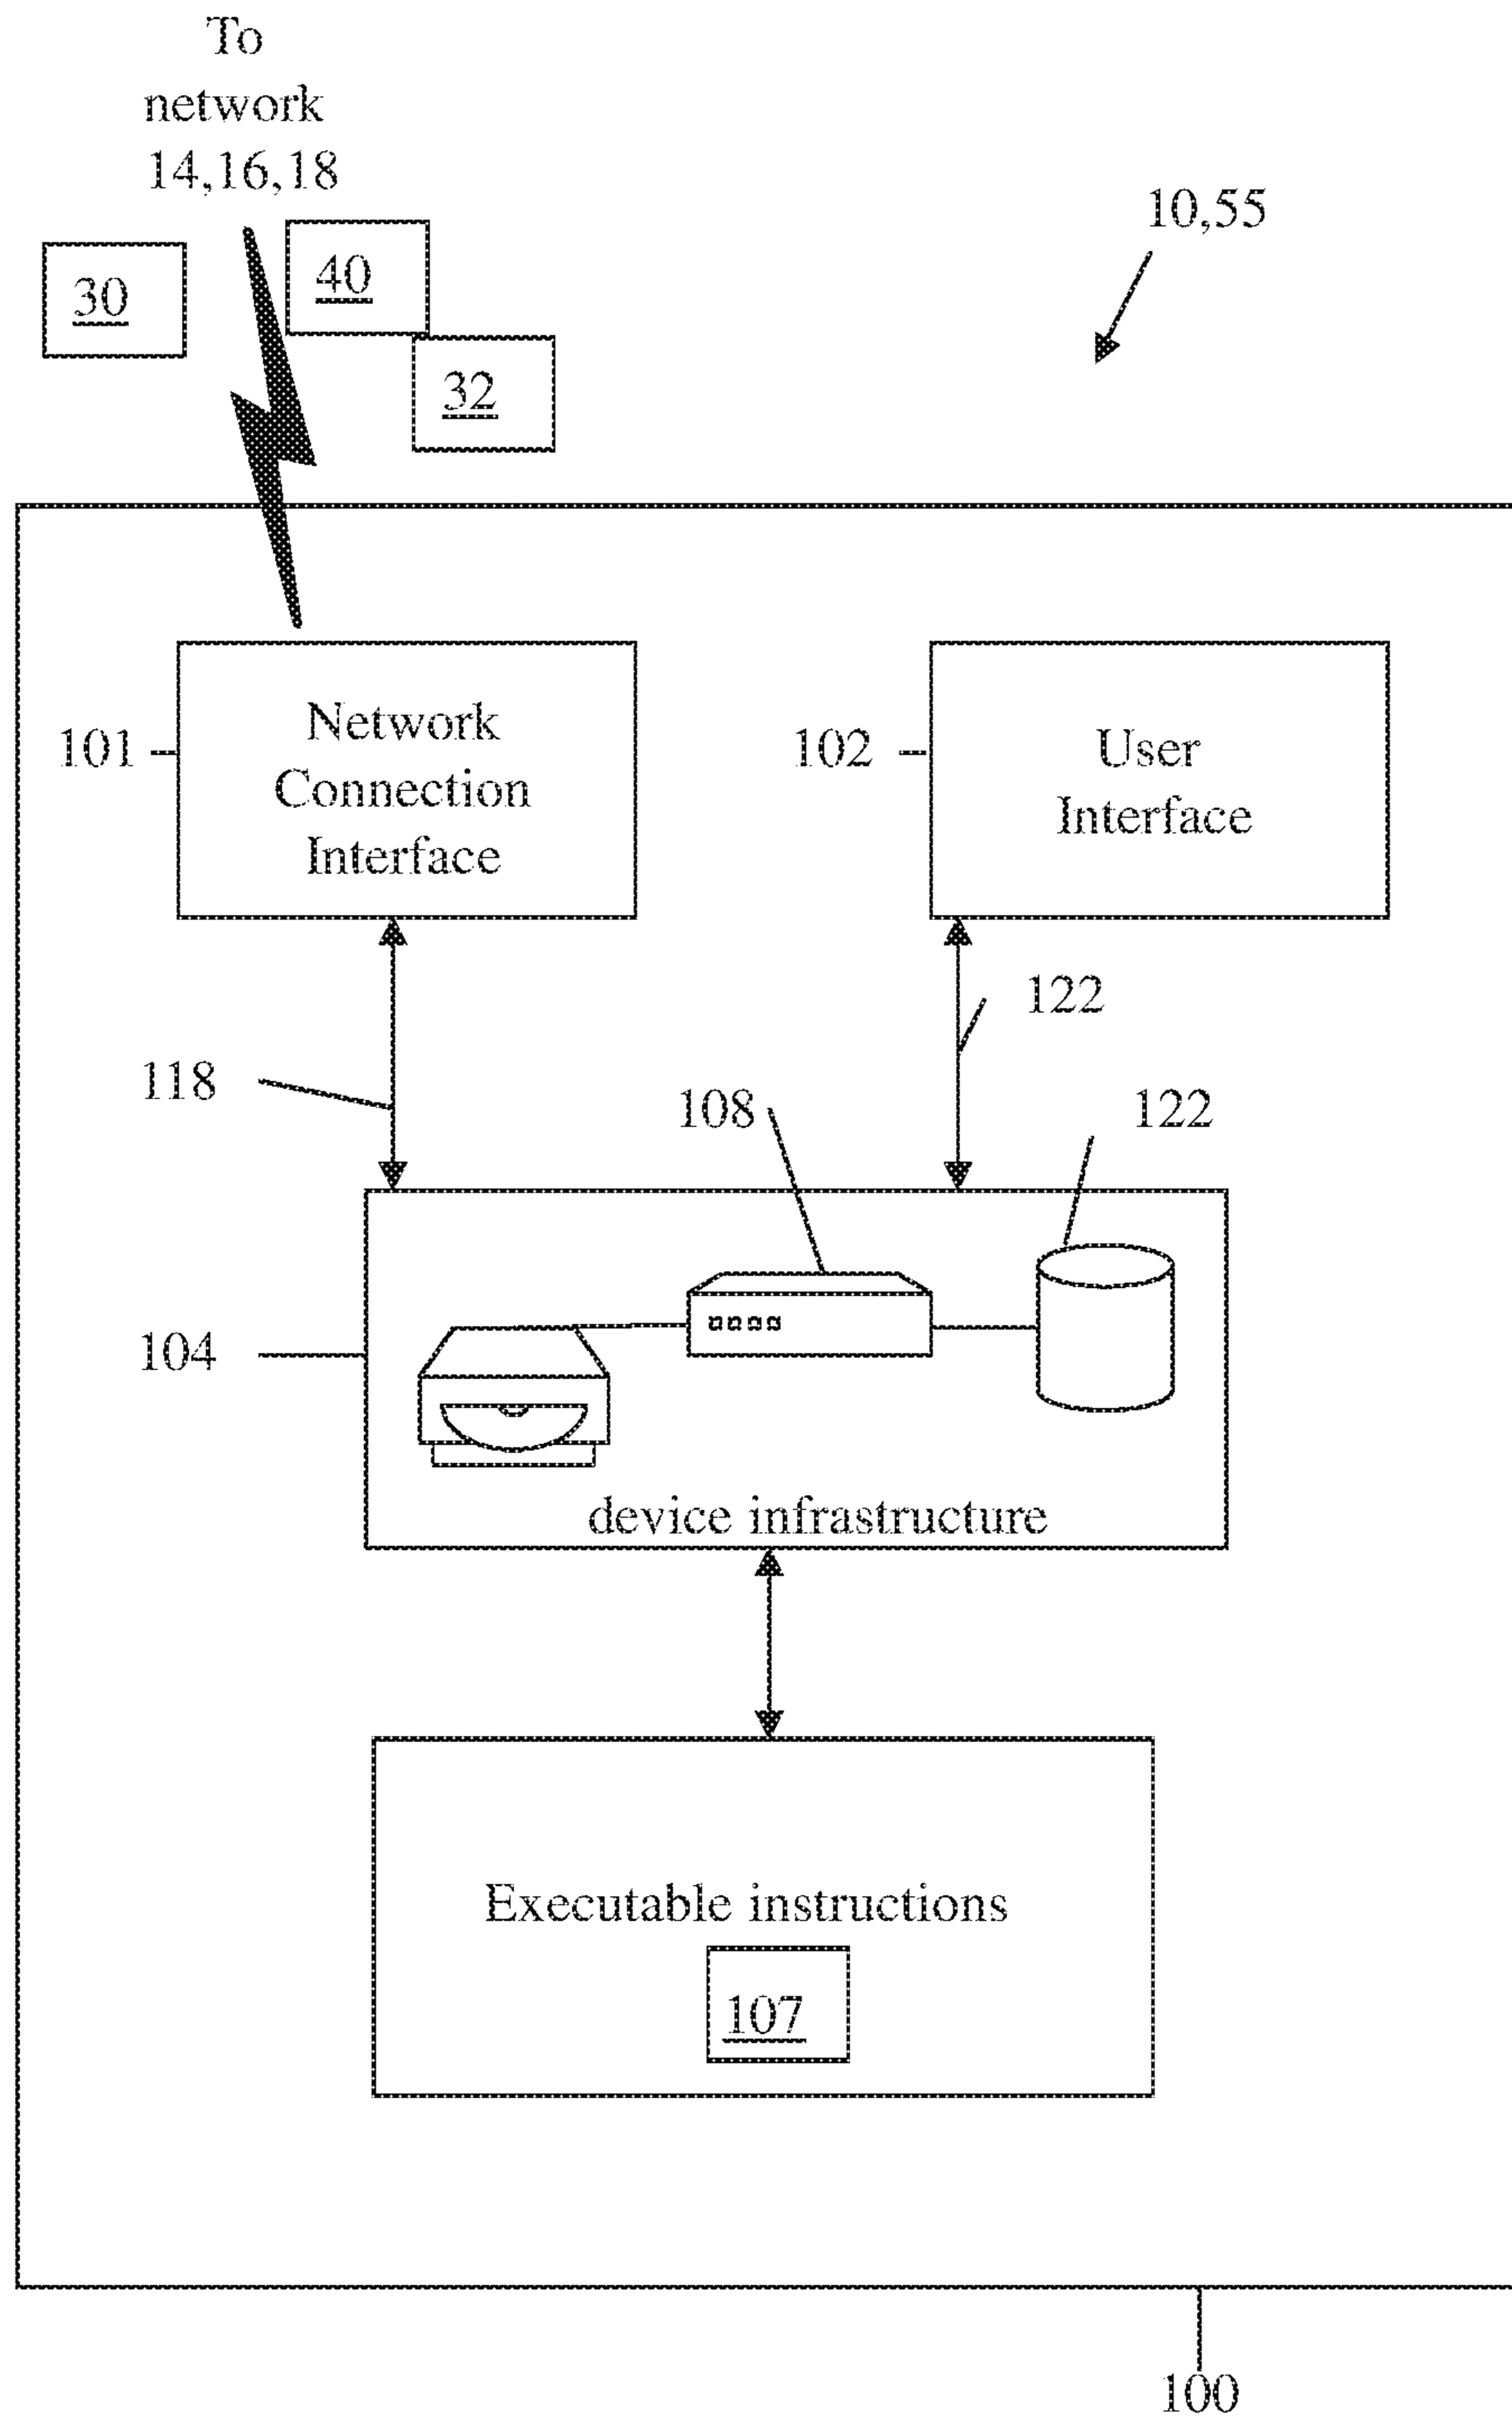 To
network
14,16,18
10,55
30
40
32
Network
Connection
Interface
101
User
Interface
102
122
118
108
122
104
device infrastructure
Executable instructions
107
100